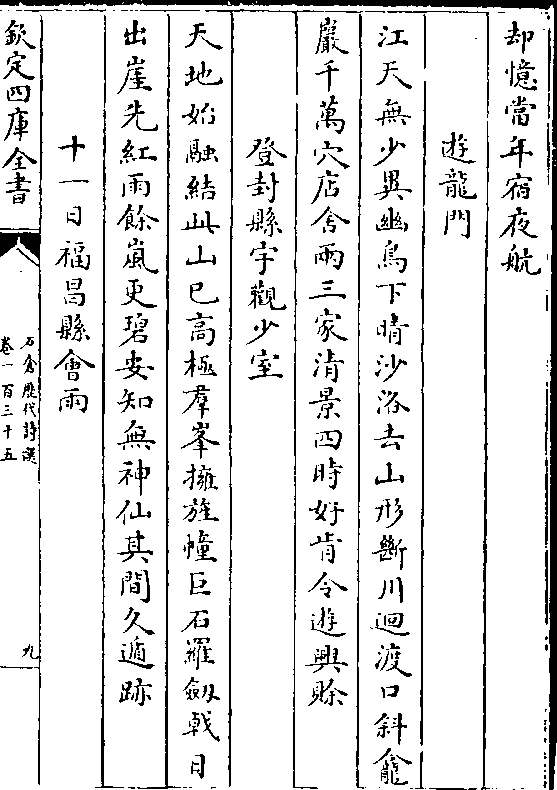 却憶當年宿夜航
遊龍門
江天無少異幽鳥下晴沙洛去山形斷川迴渡口斜龕
巖千萬穴店舎兩三家清景四時好肯令遊興賒
登封縣宇觀少室
天地始融結此山已高極羣峯擁旌幢巨石羅劔㦸日
出崖先紅雨餘嵐更碧安知無神仙其間久遁跡
十一日福昌縣會雨
欽定四庫全書
石倉歷代詩選
卷一百三十五
九